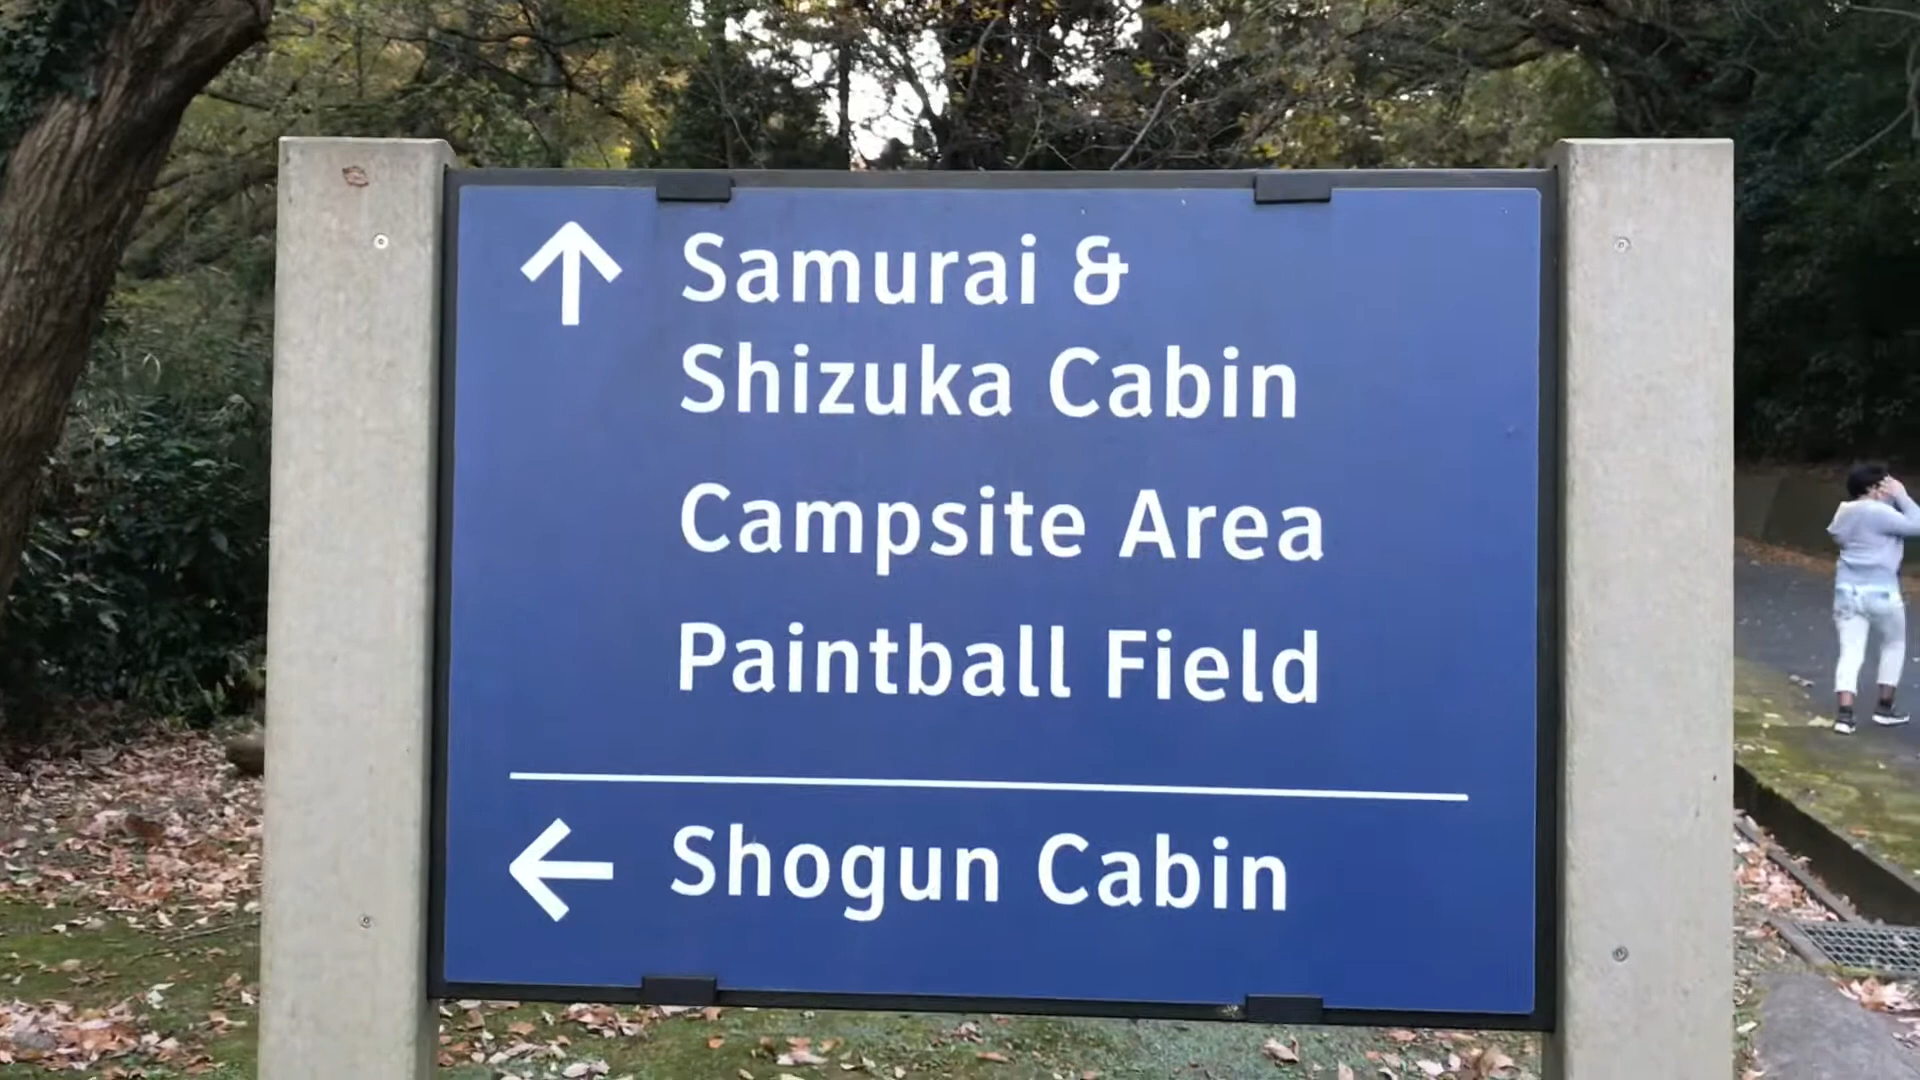 Samurai &
Shizuka Cabin
Campsite Area
Paintball Field
Shogun Cabin